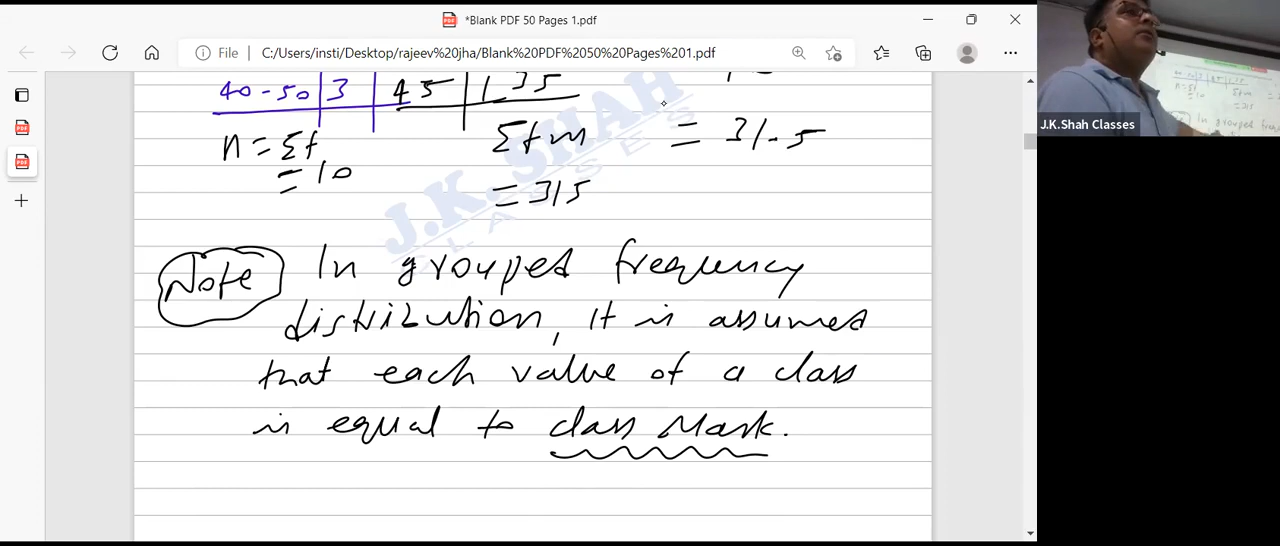 *Blank PDF 50 Pages 1.pdf
File C:/Users/insti/Desktop/rajeev%20jha/Blank%20PDF%2050%20Pages%201.pdf
J.K.Shah Classes
40-50 3 45 135
n = Σf Σfm = 31.5
= 10
= 315
J.K. SHAH
CLASSES
Note In grouped frequency
distribution, it is assumed
that each value of a class
is equal to class Mark.